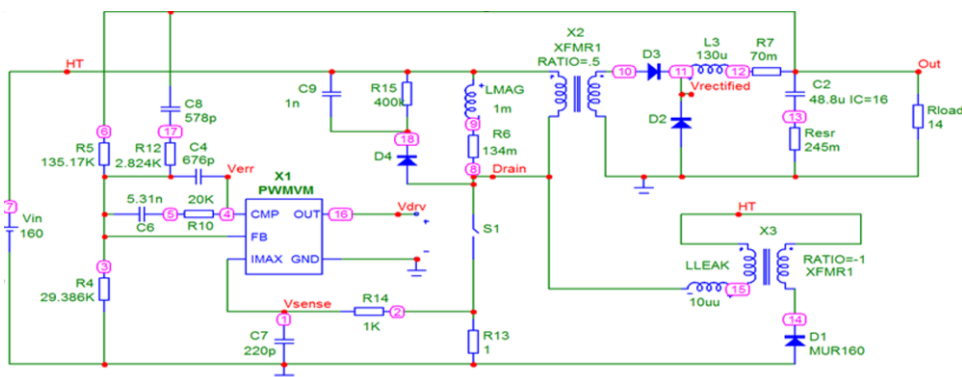 X2
XFMR1
RATIO=.5
D3
L3
130u
R7
70m
HT
10
11
12
Out
Vrectified
C9
1n
R15
400k
LMAG
1m
C2
48.8u IC=16
C8
578p
9
6
17
13
Rload
14
R5
135.17K
R12
2.824K
C4
676p
18
D4
R6
134m
D2
Resr
245m
Verr
X1
PWMVM
8
Drain
7
Vin
160
5.31n
20K
5
4
C6
R10
CMP
OUT
16
Vdrv
+
HT
FB
S1
X3
IMAX
GND
-
3
R4
29.386K
LLEAK
RATIO=-1
XFMR1
15
10uu
Vsense
R14
2
1
1K
14
C7
220p
R13
1
D1
MUR160